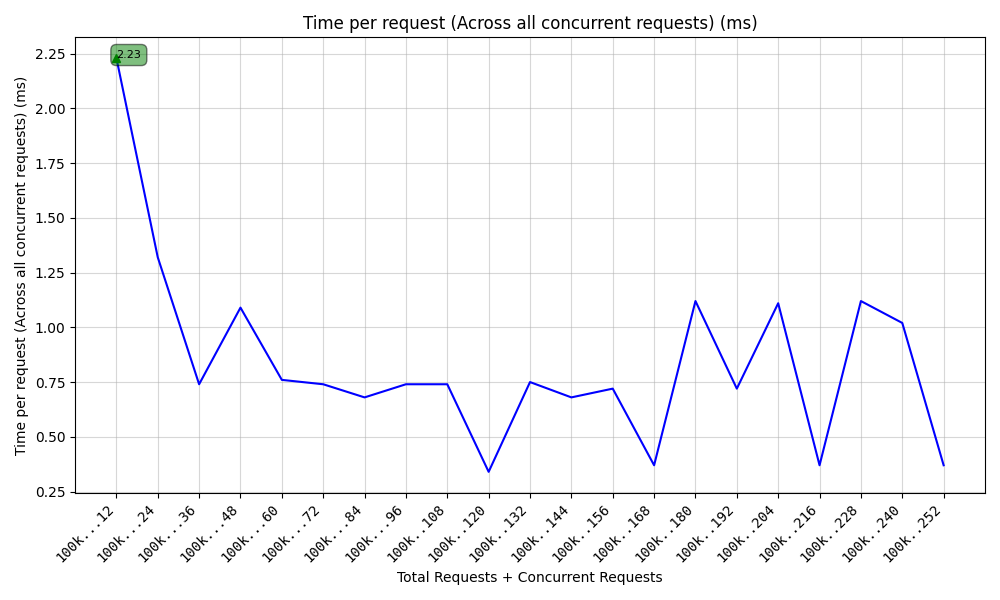 Time per request (Across all concurrent requests) (ms)
Time per request (Across all concurrent requests) (ms)
2.25
2.00
1.75
1.50
1.25
1.00
0.75
0.50
0.25
2.23
100k...12
100k...24
100k...36
100k...48
100k...60
100k...72
100k...84
100k...96
100k..108
100k..120
100k..132
100k..144
100k..156
100k..168
100k..180
100k..192
100k..204
100k..216
100k..228
100k..240
100k..252
Total Requests + Concurrent Requests